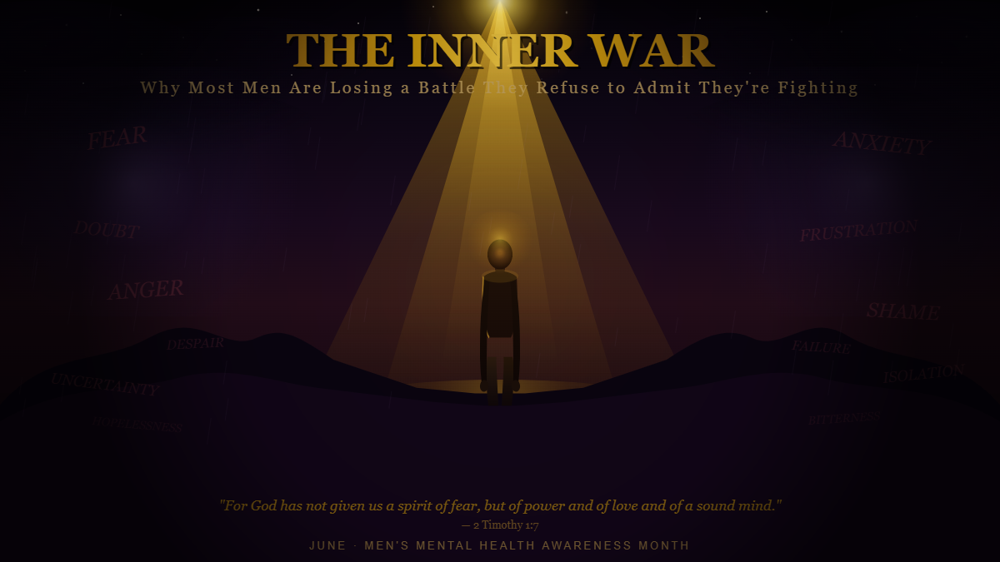 THE INNER WAR
Why Most Men Are Losing a Battle They Refuse to Admit They're Fighting
FEAR
ANXIETY
DOUBT
FRUSTRATION
ANGER
SHAME
DESPAIR
FAILURE
UNCERTAINTY
ISOLATION
HOPELESSNESS
BITTERNESS
"For God has not given us a spirit of fear, but of power and of love and of a sound mind."
— 2 Timothy 1:7
JUNE · MEN'S MENTAL HEALTH AWARENESS MONTH